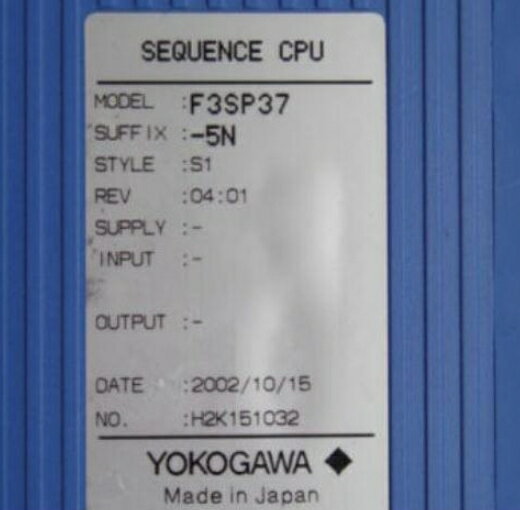 SEQUENCE CPU
MODEL :F3SP37
SUFFIX :-5N
STYLE :S1
REV :04:01
SUPPLY :-
INPUT :-
OUTPUT :-
DATE :2002/10/15
NO. :H2K151032
YOKOGAWA ◆
Made in Japan